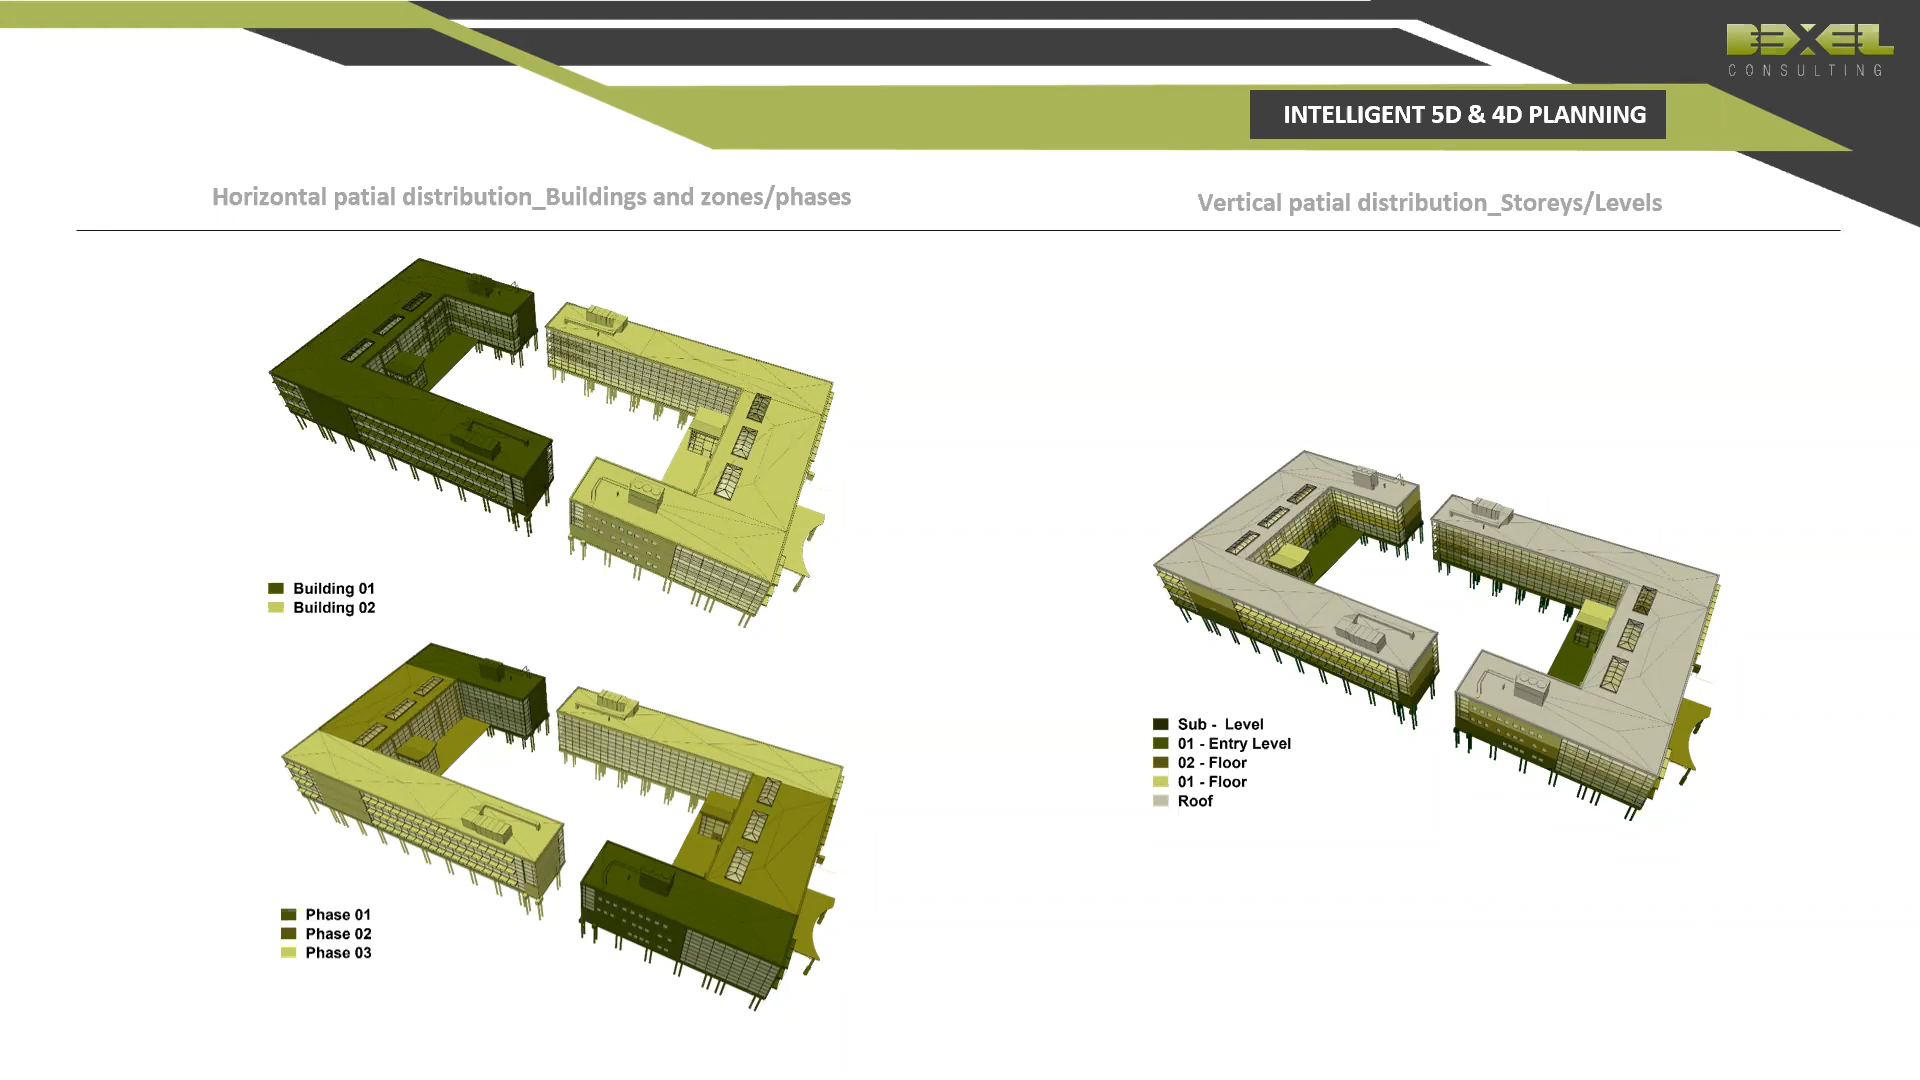 BEXEL
CONSULTING
INTELLIGENT 5D & 4D PLANNING
Horizontal patial distribution_Buildings and zones/phases
Vertical patial distribution_Storeys/Levels
Building 01
Building 02
Phase 01
Phase 02
Phase 03
Sub - Level
01 - Entry Level
02 - Floor
01 - Floor
Roof